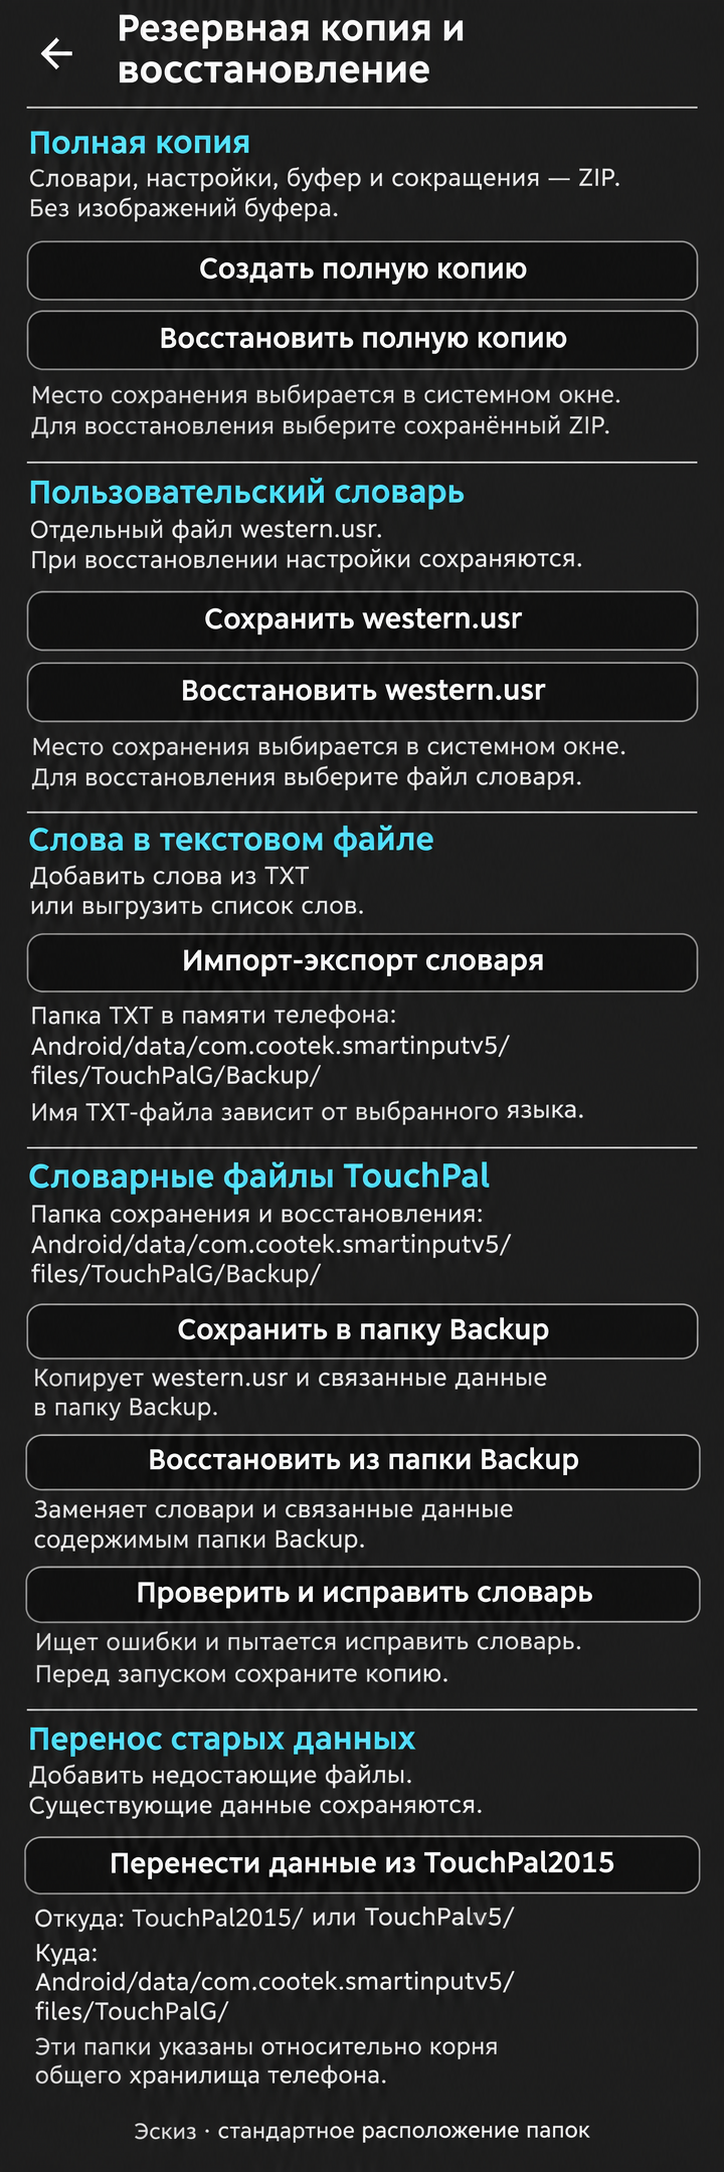 Резервная копия и
восстановление
Полная копия
Словари, настройки, буфер и сокращения — ZIP.
Без изображений буфера.
Создать полную копию
Восстановить полную копию
Место сохранения выбирается в системном окне.
Для восстановления выберите сохранённый ZIP.
Пользовательский словарь
Отдельный файл western.usr.
При восстановлении настройки сохраняются.
Сохранить western.usr
Восстановить western.usr
Место сохранения выбирается в системном окне.
Для восстановления выберите файл словаря.
Слова в текстовом файле
Добавить слова из TXT
или выгрузить список слов.
Импорт-экспорт словаря
Папка TXT в памяти телефона:
Android/data/com.cootek.smartinputv5/
files/TouchPalG/Backup/
Имя TXT-файла зависит от выбранного языка.
Словарные файлы TouchPal
Папка сохранения и восстановления:
Android/data/com.cootek.smartinputv5/
files/TouchPalG/Backup/
Сохранить в папку Backup
Копирует western.usr и связанные данные
в папку Backup.
Восстановить из папки Backup
Заменяет словари и связанные данные
содержимым папки Backup.
Проверить и исправить словарь
Ищет ошибки и пытается исправить словарь.
Перед запуском сохраните копию.
Перенос старых данных
Добавить недостающие файлы.
Существующие данные сохраняются.
Перенести данные из TouchPal2015
Откуда: TouchPal2015/ или TouchPalv5/
Куда:
Android/data/com.cootek.smartinputv5/
files/TouchPalG/
Эти папки указаны относительно корня
общего хранилища телефона.
Эскиз · стандартное расположение папок